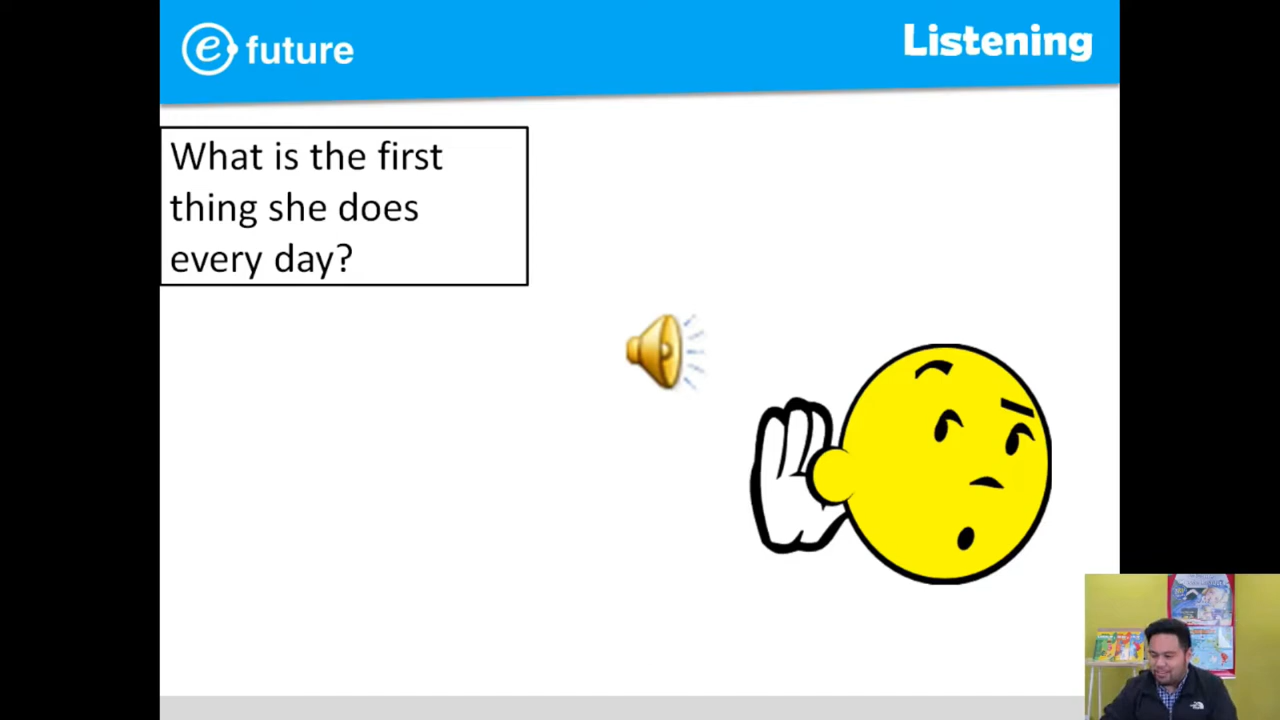 e future
Listening
What is the first
thing she does
every day?